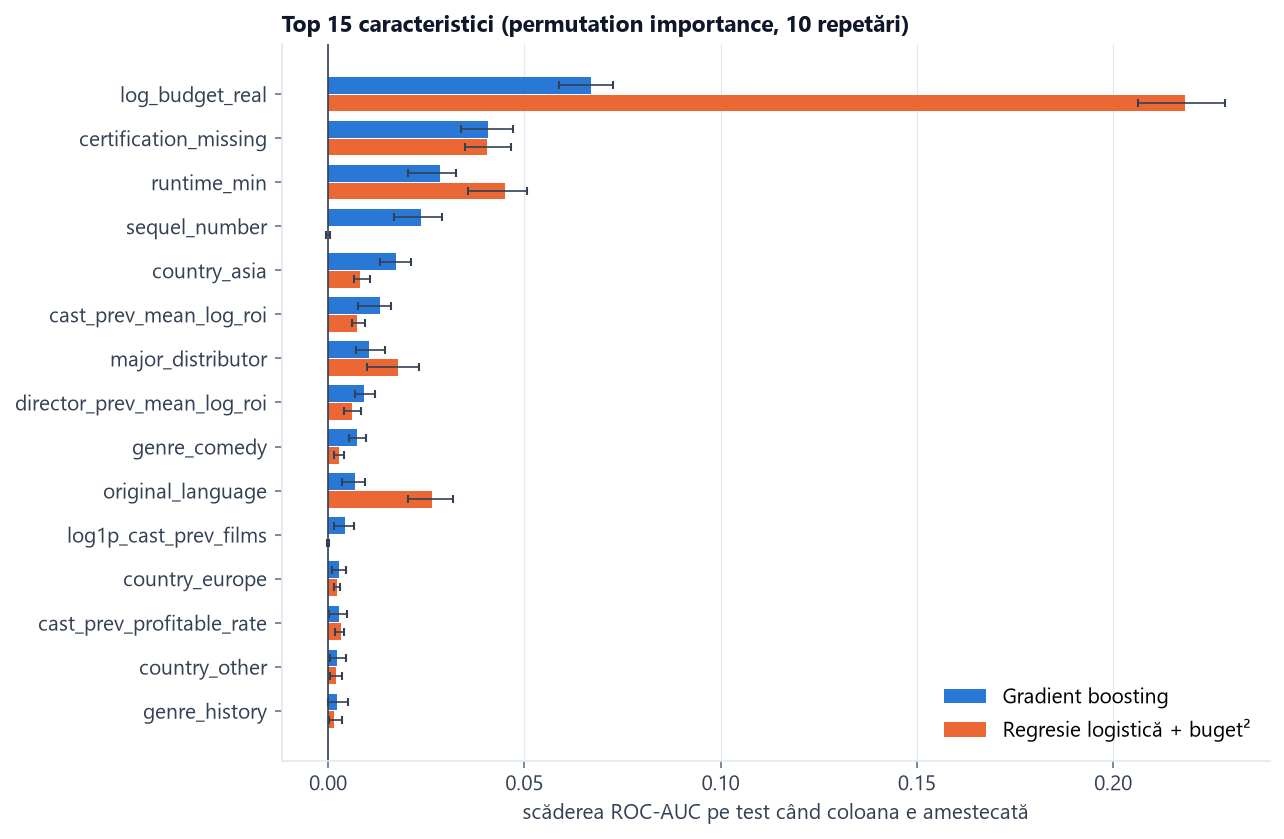 Top 15 caracteristici (permutation importance, 10 repetări)
log_budget_real
certification_missing
runtime_min
sequel_number
country_asia
cast_prev_mean_log_roi
major_distributor
director_prev_mean_log_roi
genre_comedy
original_language
log1p_cast_prev_films
country_europe
cast_prev_profitable_rate
country_other
genre_history
Gradient boosting
Regresie logistică + buget²
0.00 0.05 0.10 0.15 0.20
scăderea ROC-AUC pe test când coloana e amestecată